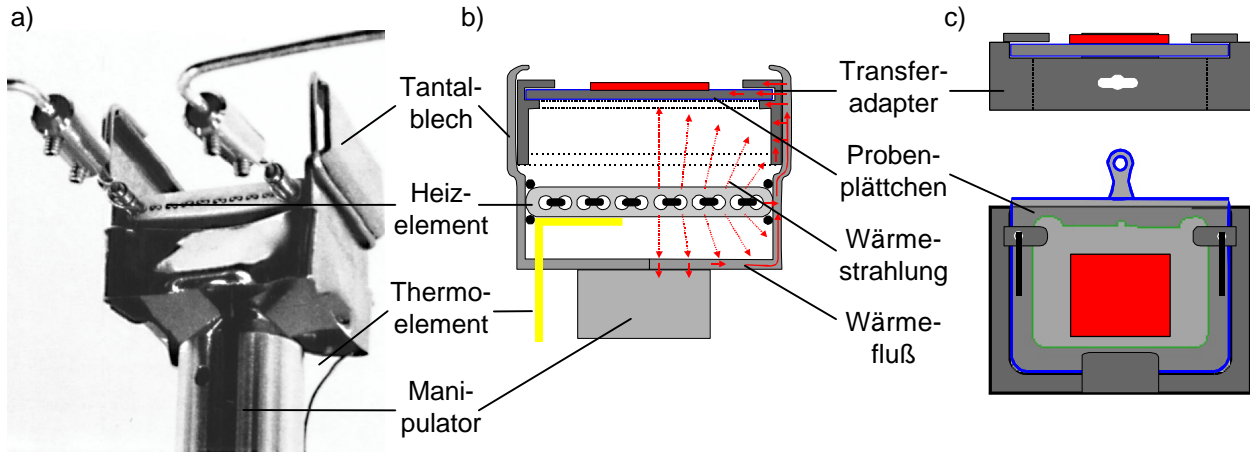 a)
b)
c)
Tantal-
blech
Heiz-
element
Thermo-
element
Mani-
pulator
Transfer-
adapter
Proben-
plättchen
Wärme-
strahlung
Wärme-
fluß